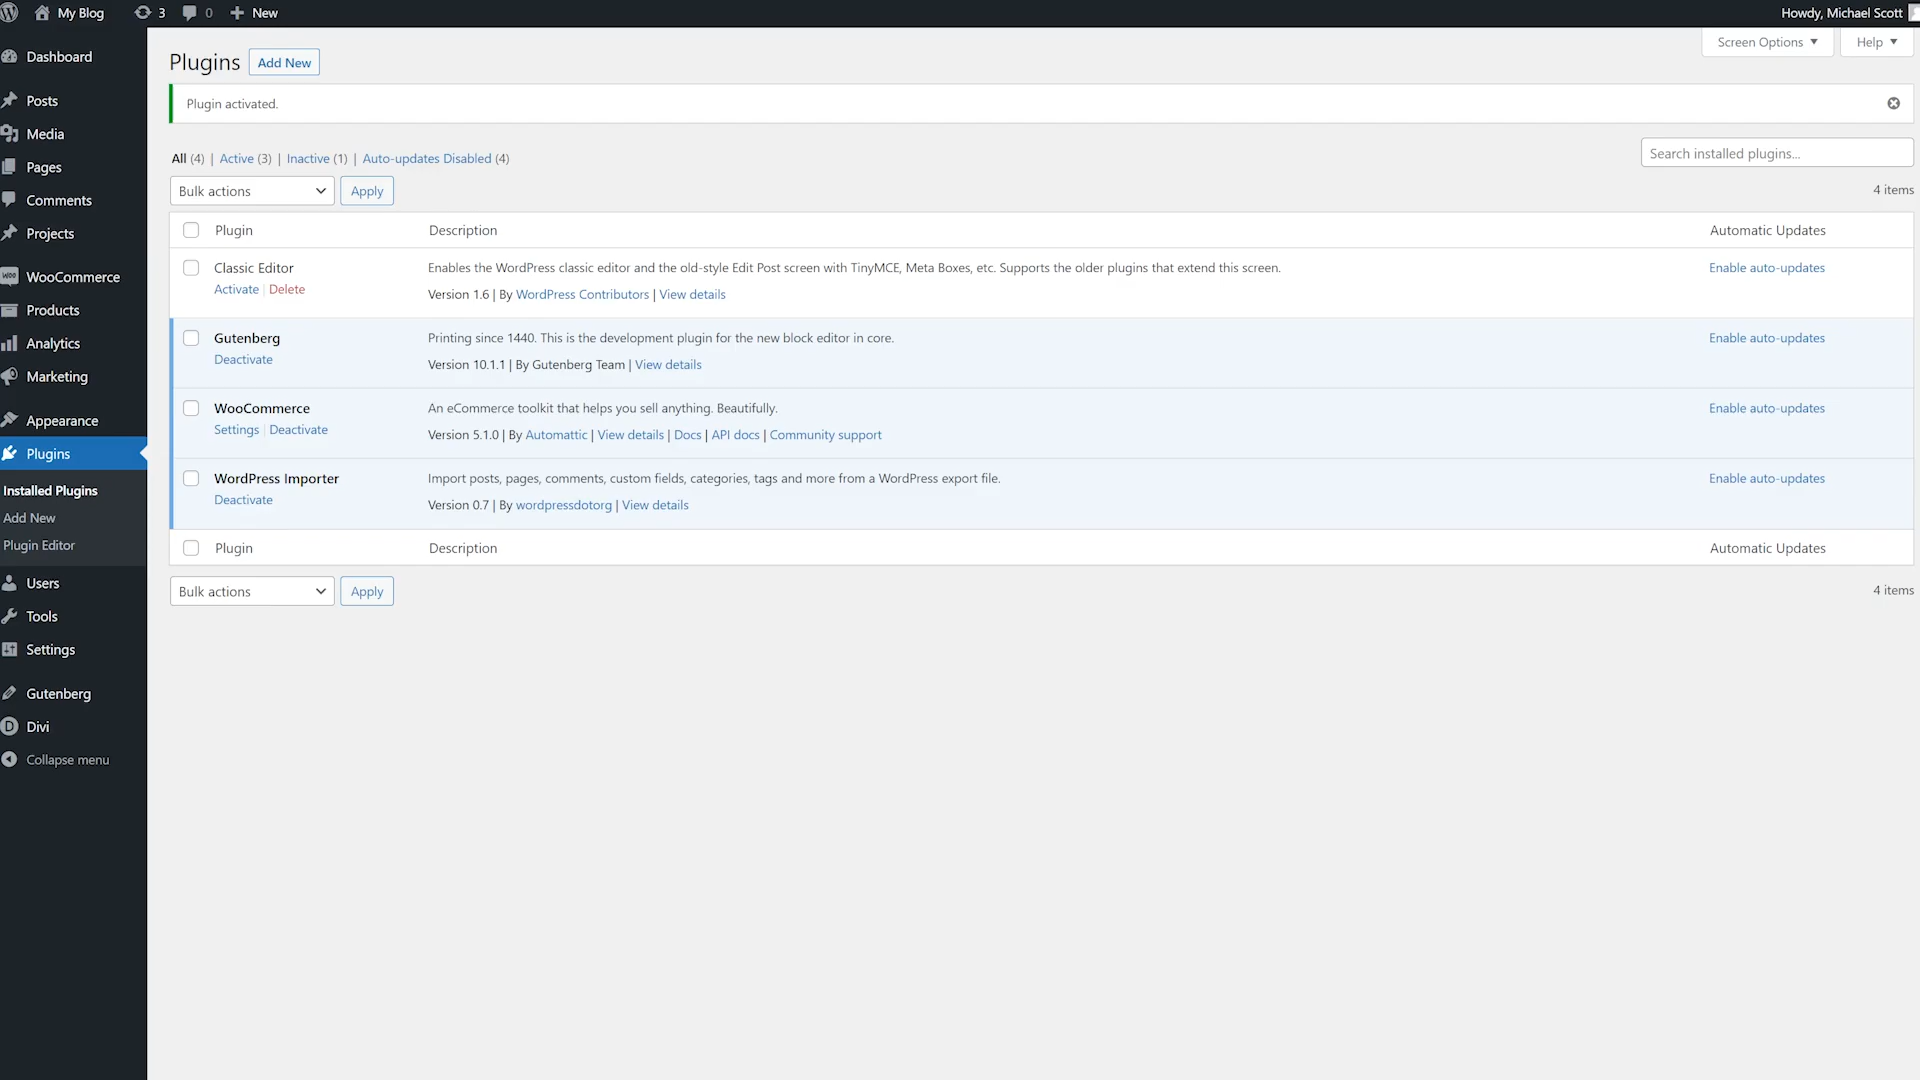 My Blog 3 0 New Howdy, Michael Scott
Screen Options Help
Dashboard
Posts
Media
Pages
Comments
Projects
WooCommerce
Products
Analytics
Marketing
Appearance
Plugins
Installed Plugins
Add New
Plugin Editor
Users
Tools
Settings
Gutenberg
Divi
Collapse menu
Plugins Add New
Plugin activated.
All (4) | Active (3) | Inactive (1) | Auto-updates Disabled (4)
Search installed plugins...
Bulk actions Apply
4 items
Plugin Description Automatic Updates
Classic Editor Enables the WordPress classic editor and the old-style Edit Post screen with TinyMCE, Meta Boxes, etc. Supports the older plugins that extend this screen. Enable auto-updates
Activate | Delete
Version 1.6 | By WordPress Contributors | View details
Gutenberg Printing since 1440. This is the development plugin for the new block editor in core. Enable auto-updates
Deactivate
Version 10.1.1 | By Gutenberg Team | View details
WooCommerce An eCommerce toolkit that helps you sell anything. Beautifully. Enable auto-updates
Settings | Deactivate
Version 5.1.0 | By Automattic | View details | Docs | API docs | Community support
WordPress Importer Import posts, pages, comments, custom fields, categories, tags and more from a WordPress export file. Enable auto-updates
Deactivate
Version 0.7 | By wordpressdotorg | View details
Plugin Description Automatic Updates
Bulk actions Apply
4 items